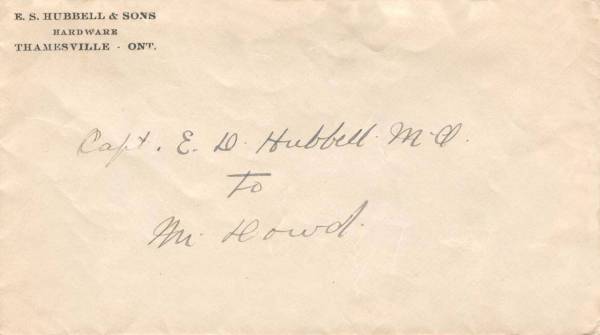 E. S. HUBBELL & SONS
HARDWARE
THAMESVILLE - ONT.
Capt. E. D. Hubbell. M.C.
To
Mr. Howd.